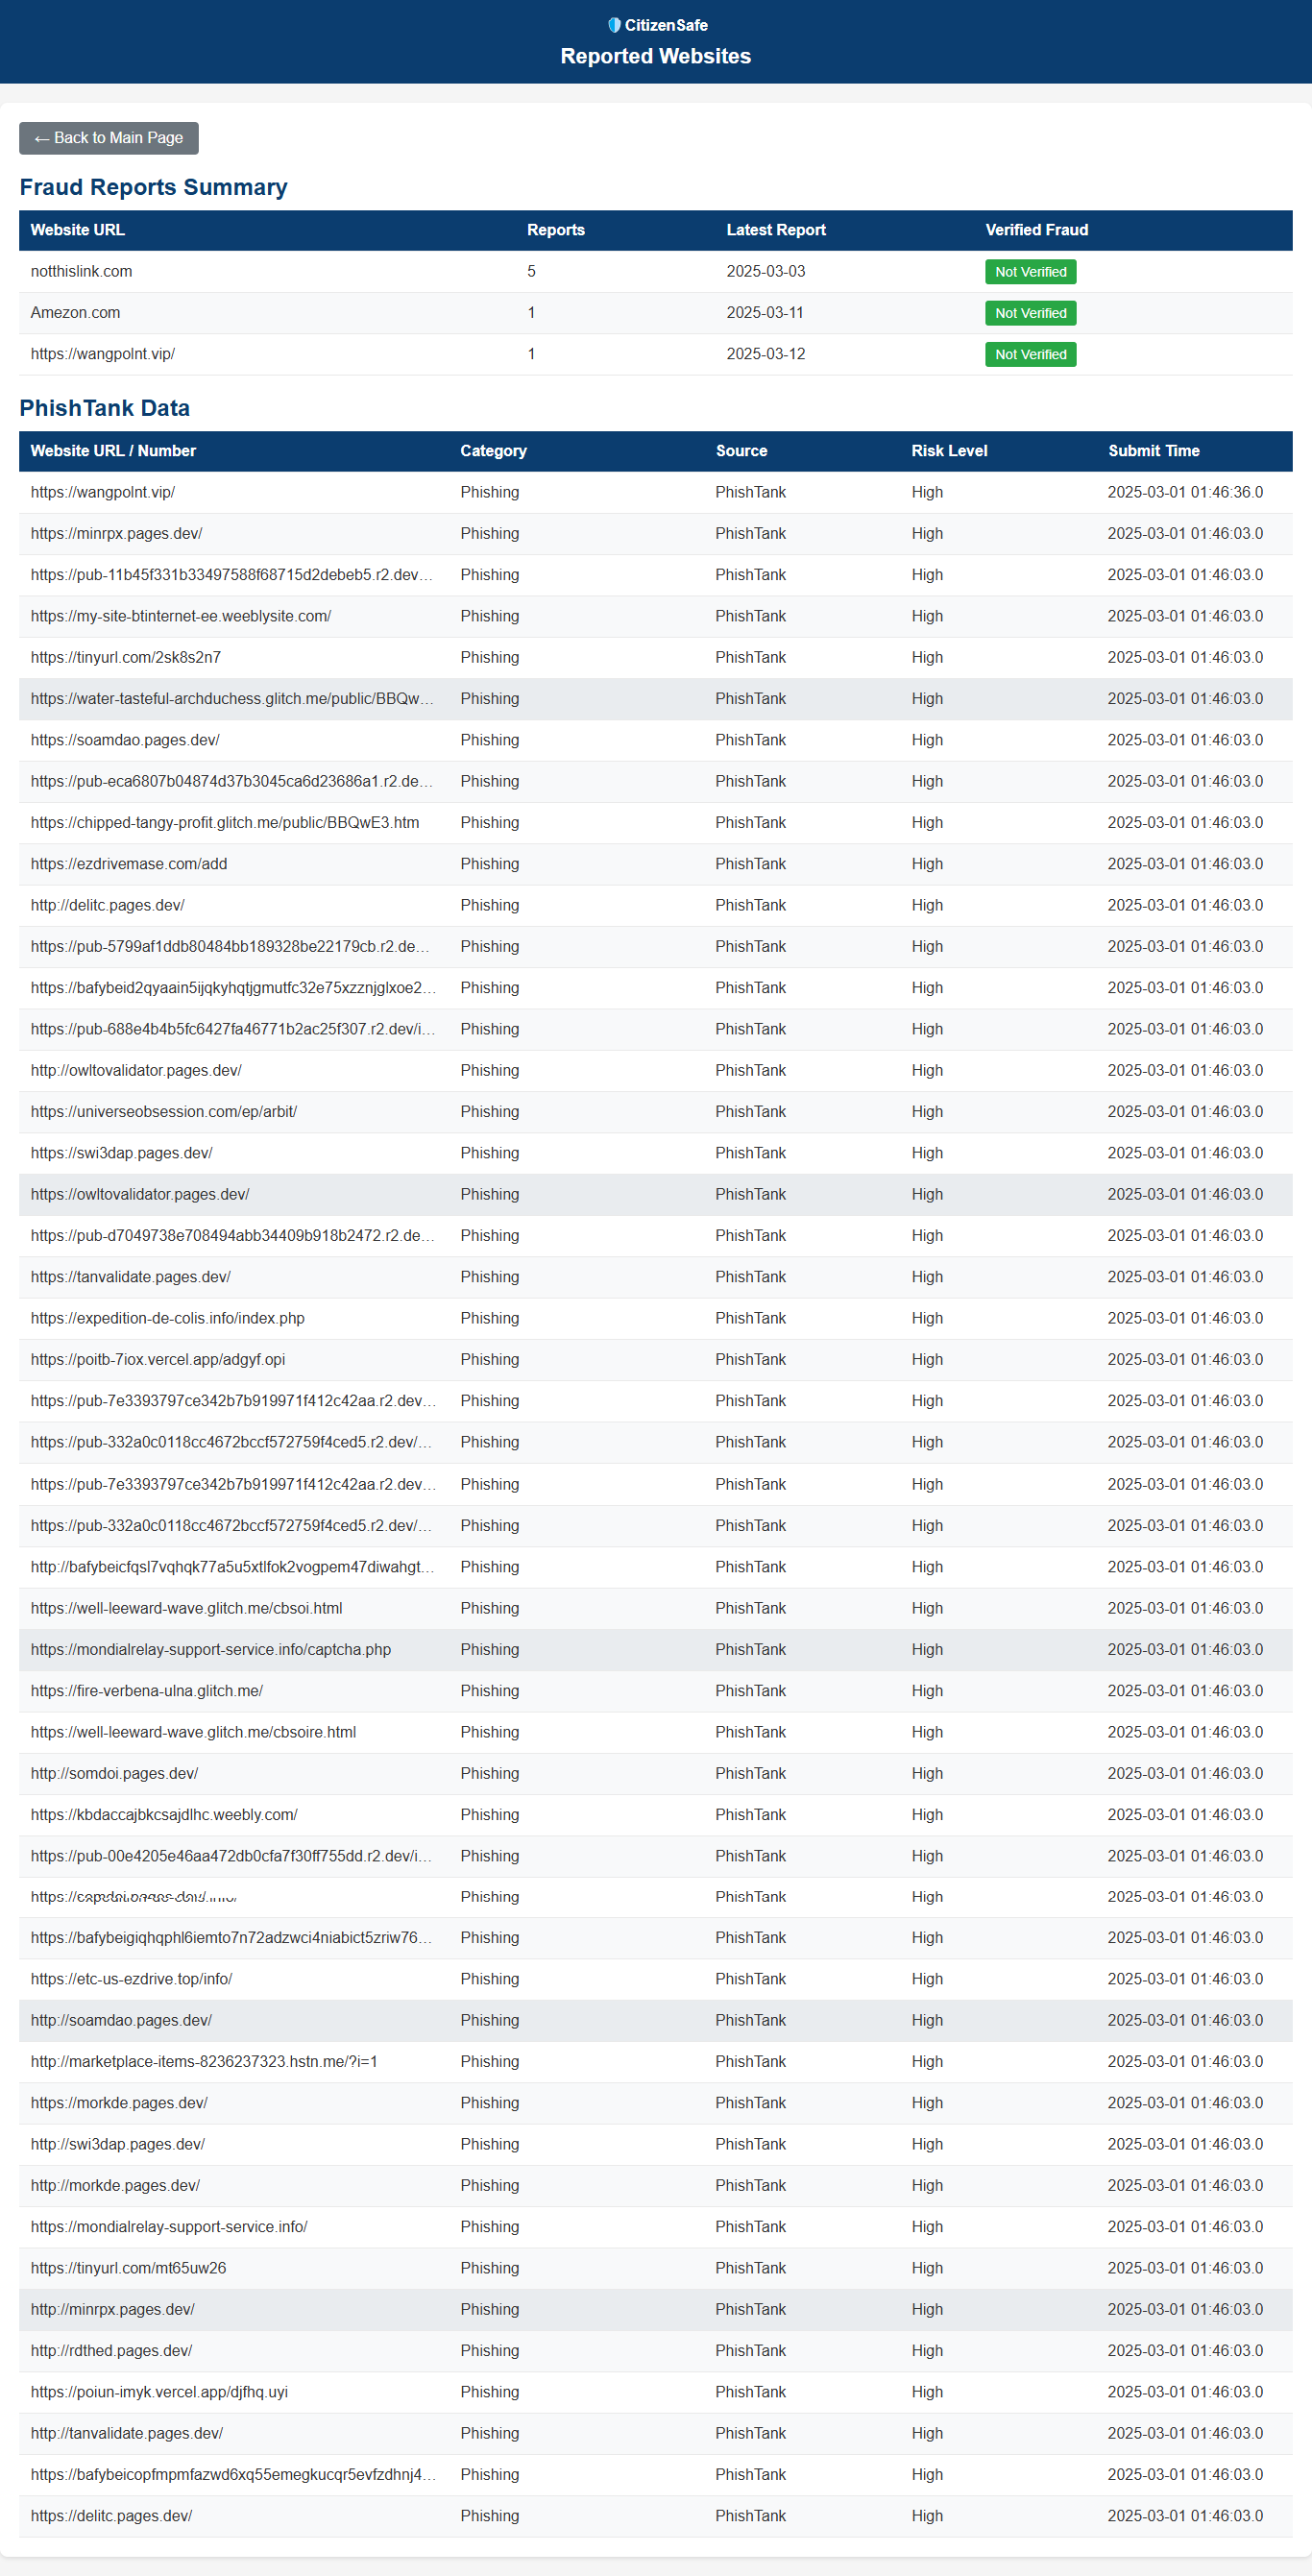 CitizenSafe
Reported Websites
← Back to Main Page
Fraud Reports Summary
Website URL Reports Latest Report Verified Fraud
notthislink.com 5 2025-03-03 Not Verified
Amazon.com 1 2025-03-11 Not Verified
https://wangpolnt.vip/ 1 2025-03-12 Not Verified
PhishTank Data
Website URL / Number Category Source Risk Level Submit Time
https://wangpolnt.vip/ Phishing PhishTank High 2025-03-01 01:46:36.0
https://minrpx.pages.dev/ Phishing PhishTank High 2025-03-01 01:46:03.0
https://pub-11b45f331b33497588f68715d2debeb5.r2.dev... Phishing PhishTank High 2025-03-01 01:46:03.0
https://my-site-btinternet-ee.weeblysite.com/ Phishing PhishTank High 2025-03-01 01:46:03.0
https://tinyurl.com/2sk8s2n7 Phishing PhishTank High 2025-03-01 01:46:03.0
https://water-tasteful-archduchess.glitch.me/public/BBQw... Phishing PhishTank High 2025-03-01 01:46:03.0
https://soamdao.pages.dev/ Phishing PhishTank High 2025-03-01 01:46:03.0
https://pub-eca6807b04874d37b3045ca6d23686a1.r2.de... Phishing PhishTank High 2025-03-01 01:46:03.0
https://chipped-tangy-profit.glitch.me/public/BBQwE3.htm Phishing PhishTank High 2025-03-01 01:46:03.0
https://ezdrivemase.com/add Phishing PhishTank High 2025-03-01 01:46:03.0
http://delitc.pages.dev/ Phishing PhishTank High 2025-03-01 01:46:03.0
https://pub-5799af1ddb80484bb189328be22179cb.r2.de... Phishing PhishTank High 2025-03-01 01:46:03.0
https://bafybeid2qyaain5ijqkyhqtjgmutfc32e75xzznjglxoe2... Phishing PhishTank High 2025-03-01 01:46:03.0
https://pub-688e4b4b5fc6427fa46771b2ac25f307.r2.dev/i... Phishing PhishTank High 2025-03-01 01:46:03.0
http://owltovalidator.pages.dev/ Phishing PhishTank High 2025-03-01 01:46:03.0
https://universeobsession.com/ep/arbit/ Phishing PhishTank High 2025-03-01 01:46:03.0
https://swi3dap.pages.dev/ Phishing PhishTank High 2025-03-01 01:46:03.0
https://owltovalidator.pages.dev/ Phishing PhishTank High 2025-03-01 01:46:03.0
https://pub-d7049738e708494abb34409b918b2472.r2.de... Phishing PhishTank High 2025-03-01 01:46:03.0
https://tanvalidate.pages.dev/ Phishing PhishTank High 2025-03-01 01:46:03.0
https://expedition-de-colis.info/index.php Phishing PhishTank High 2025-03-01 01:46:03.0
https://poitb-7iox.vercel.app/adgyf.opi Phishing PhishTank High 2025-03-01 01:46:03.0
https://pub-7e3393797ce342b7b919971f412c42aa.r2.dev... Phishing PhishTank High 2025-03-01 01:46:03.0
https://pub-332a0c0118cc4672bccf572759f4ced5.r2.dev/... Phishing PhishTank High 2025-03-01 01:46:03.0
https://pub-7e3393797ce342b7b919971f412c42aa.r2.dev... Phishing PhishTank High 2025-03-01 01:46:03.0
https://pub-332a0c0118cc4672bccf572759f4ced5.r2.dev/... Phishing PhishTank High 2025-03-01 01:46:03.0
http://bafybeicfqsl7vqhqk77a5u5xtlfok2vogpem47diwahgt... Phishing PhishTank High 2025-03-01 01:46:03.0
https://well-leeward-wave.glitch.me/cbsoi.html Phishing PhishTank High 2025-03-01 01:46:03.0
https://mondialrelay-support-service.info/captcha.php Phishing PhishTank High 2025-03-01 01:46:03.0
https://fire-verbena-ulna.glitch.me/ Phishing PhishTank High 2025-03-01 01:46:03.0
https://well-leeward-wave.glitch.me/cbsoire.html Phishing PhishTank High 2025-03-01 01:46:03.0
http://somdoi.pages.dev/ Phishing PhishTank High 2025-03-01 01:46:03.0
https://kbdaccajbkcsajdlhc.weebly.com/ Phishing PhishTank High 2025-03-01 01:46:03.0
https://pub-00e4205e46aa472db0cfa7f30ff755dd.r2.dev/i... Phishing PhishTank High 2025-03-01 01:46:03.0
Phishing PhishTank High 2025-03-01 01:46:03.0
https://bafybeigiqhqphl6iemto7n72adzwci4niabict5zriw76... Phishing PhishTank High 2025-03-01 01:46:03.0
https://etc-us-ezdrive.top/info/ Phishing PhishTank High 2025-03-01 01:46:03.0
http://soamdao.pages.dev/ Phishing PhishTank High 2025-03-01 01:46:03.0
http://marketplace-items-8236237323.hstn.me/?i=1 Phishing PhishTank High 2025-03-01 01:46:03.0
https://morkde.pages.dev/ Phishing PhishTank High 2025-03-01 01:46:03.0
http://swi3dap.pages.dev/ Phishing PhishTank High 2025-03-01 01:46:03.0
http://morkde.pages.dev/ Phishing PhishTank High 2025-03-01 01:46:03.0
https://mondialrelay-support-service.info/ Phishing PhishTank High 2025-03-01 01:46:03.0
https://tinyurl.com/mt65uw26 Phishing PhishTank High 2025-03-01 01:46:03.0
http://minrpx.pages.dev/ Phishing PhishTank High 2025-03-01 01:46:03.0
http://rdthed.pages.dev/ Phishing PhishTank High 2025-03-01 01:46:03.0
https://poiun-imyk.vercel.app/djfhq.uyi Phishing PhishTank High 2025-03-01 01:46:03.0
http://tanvalidate.pages.dev/ Phishing PhishTank High 2025-03-01 01:46:03.0
https://bafybeicopfmpmfazwd6xq55emegkucqr5evfzdhnj4... Phishing PhishTank High 2025-03-01 01:46:03.0
https://delitc.pages.dev/ Phishing PhishTank High 2025-03-01 01:46:03.0